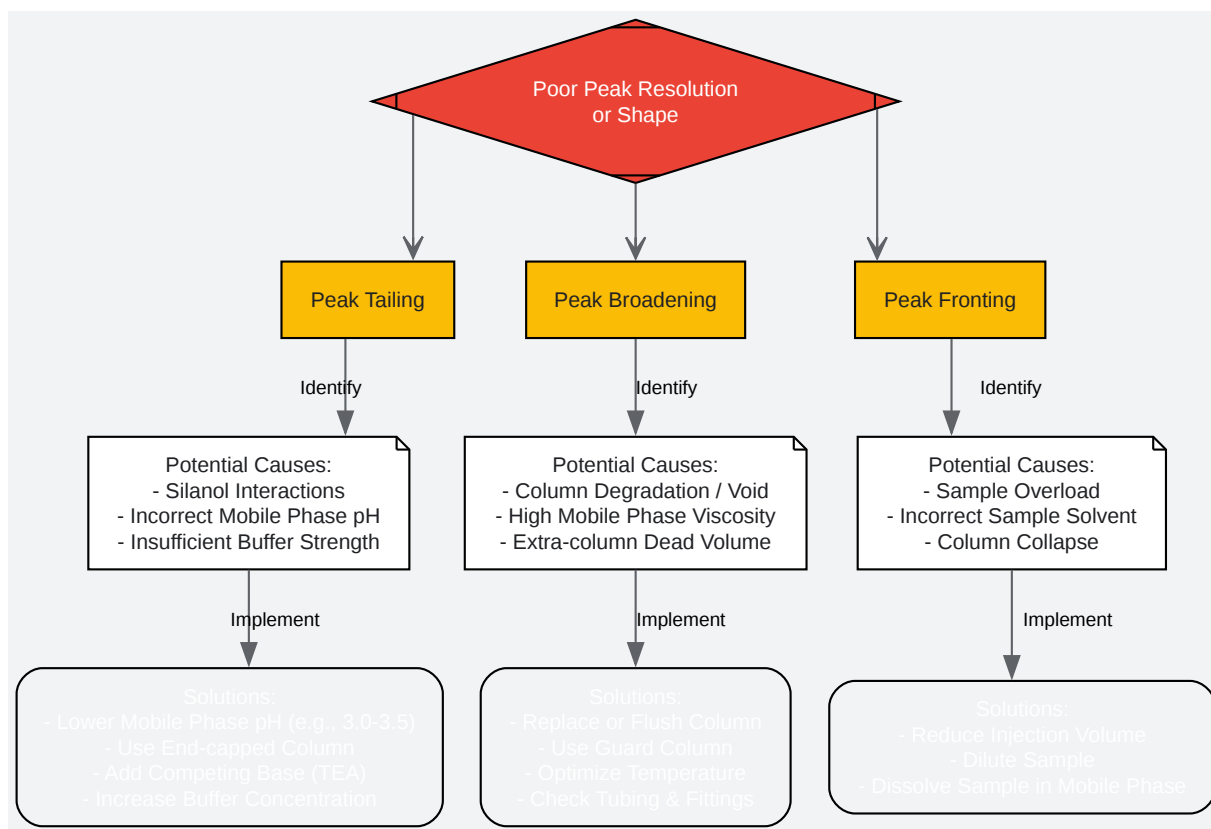 Poor Peak Resolution
or Shape
Peak Tailing
Peak Broadening
Peak Fronting
Identify
Identify
Identify
Potential Causes:
- Silanol Interactions
- Incorrect Mobile Phase pH
- Insufficient Buffer Strength
Potential Causes:
- Column Degradation / Void
- High Mobile Phase Viscosity
- Extra-column Dead Volume
Potential Causes:
- Sample Overload
- Incorrect Sample Solvent
- Column Collapse
Implement
Implement
Implement
Solutions:
- Lower Mobile Phase pH (e.g., 3.0-3.5)
- Use End-capped Column
- Add Competing Base (TEA)
- Increase Buffer Concentration
Solutions:
- Replace or Flush Column
- Use Guard Column
- Optimize Temperature
- Check Tubing & Fittings
Solutions:
- Reduce Injection Volume
- Dilute Sample
- Dissolve Sample in Mobile Phase